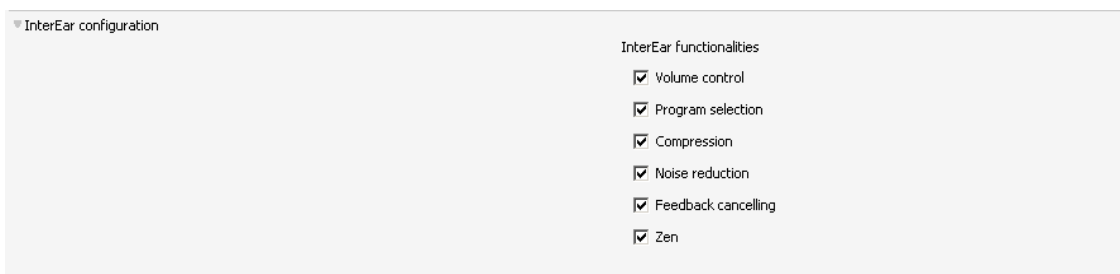 InterEar configuration
InterEar functionalities
Volume control
Program selection
Compression
Noise reduction
Feedback cancelling
Zen